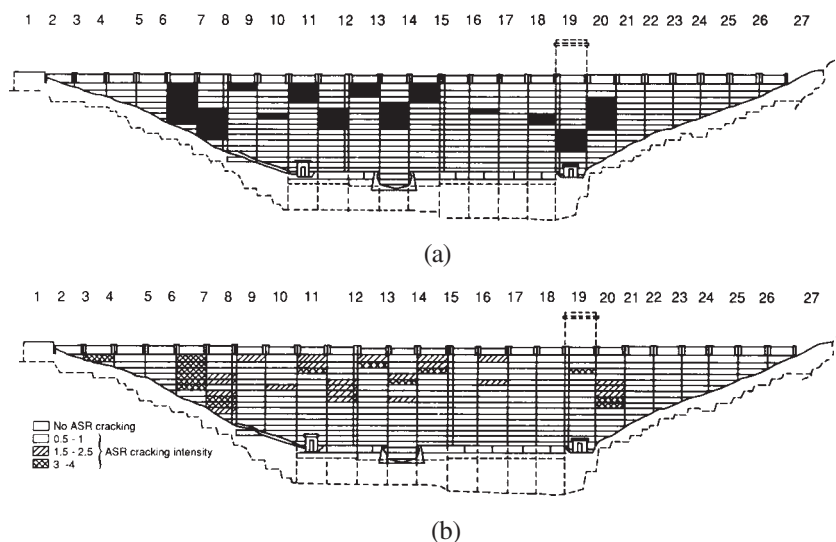 1 2 3 4 5 6 7 8 9 10 11 12 13 14 15 16 17 18 19 20 21 22 23 24 25 26 27
(a)
1 2 3 4 5 6 7 8 9 10 11 12 13 14 15 16 17 18 19 20 21 22 23 24 25 26 27
No ASR cracking
0.5 - 1
1.5 - 2.5 ASR cracking intensity
3 -4
(b)